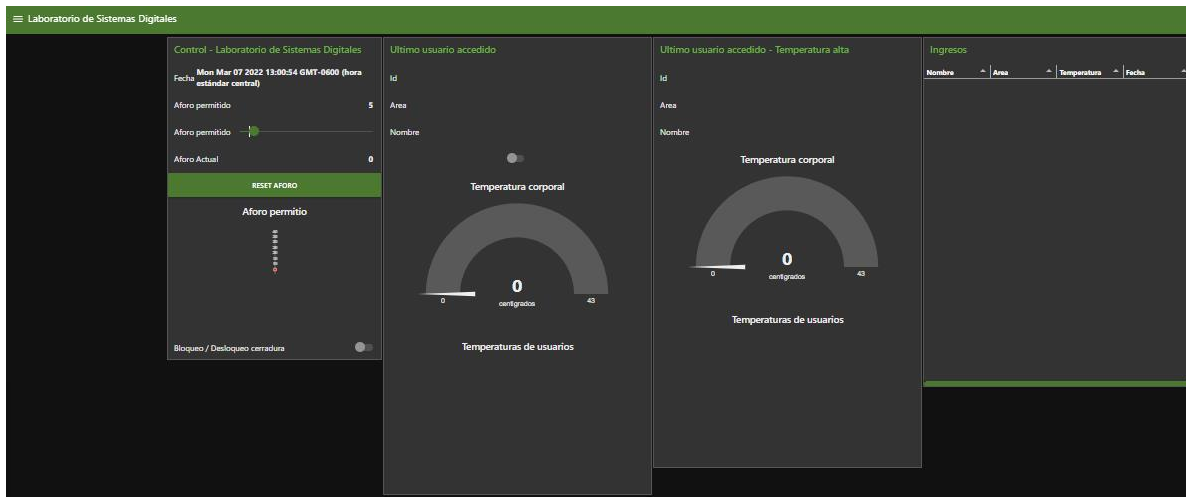 Laboratorio de Sistemas Digitales
Control - Laboratorio de Sistemas Digitales
Fecha Mon Mar 07 2022 13:00:54 GMT-0600 (hora
estándar central)
Aforo permitido 5
Aforo permitido
Aforo Actual 0
RESET AFORO
Aforo permitio
Bloqueo / Desloqueo cerradura
Ultimo usuario accedido
Id
Area
Nombre
Temperatura corporal
0
centigrados
0 43
Temperaturas de usuarios
Ultimo usuario accedido - Temperatura alta
Id
Area
Nombre
Temperatura corporal
0
centigrados
0 43
Temperaturas de usuarios
Ingresos
Nombre Area Temperatura Fecha